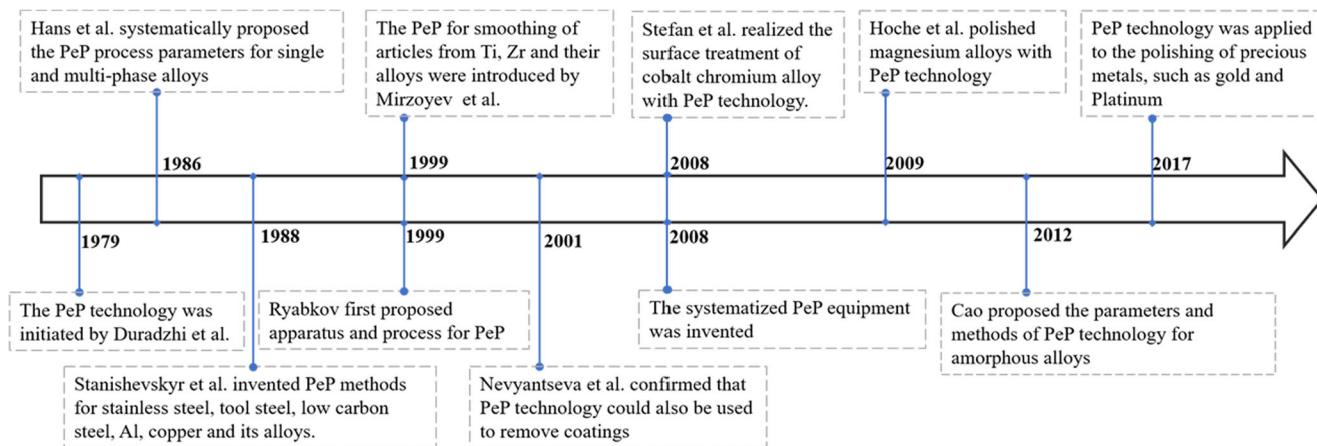 Hans et al. systematically proposed
the PeP process parameters for single
and multi-phase alloys
The PeP for smoothing of
articles from Ti, Zr and their
alloys were introduced by
Mirzoyev et al.
Stefan et al. realized the
surface treatment of
cobalt chromium alloy
with PeP technology.
Hoche et al. polished
magnesium alloys with
PeP technology
PeP technology was applied
to the polishing of precious
metals, such as gold and
Platinum
1986
1999
2008
2009
2017
1979
1988
1999
2001
2008
2012
The PeP technology was
initiated by Duradzhi et al.
Ryabkov first proposed
apparatus and process for PeP
The systematized PeP equipment
was invented
Cao proposed the parameters and
methods of PeP technology for
amorphous alloys
Stanishevskyr et al. invented PeP methods
for stainless steel, tool steel, low carbon
steel, Al, copper and its alloys.
Nevyantseva et al. confirmed that
PeP technology could also be used
to remove coatings